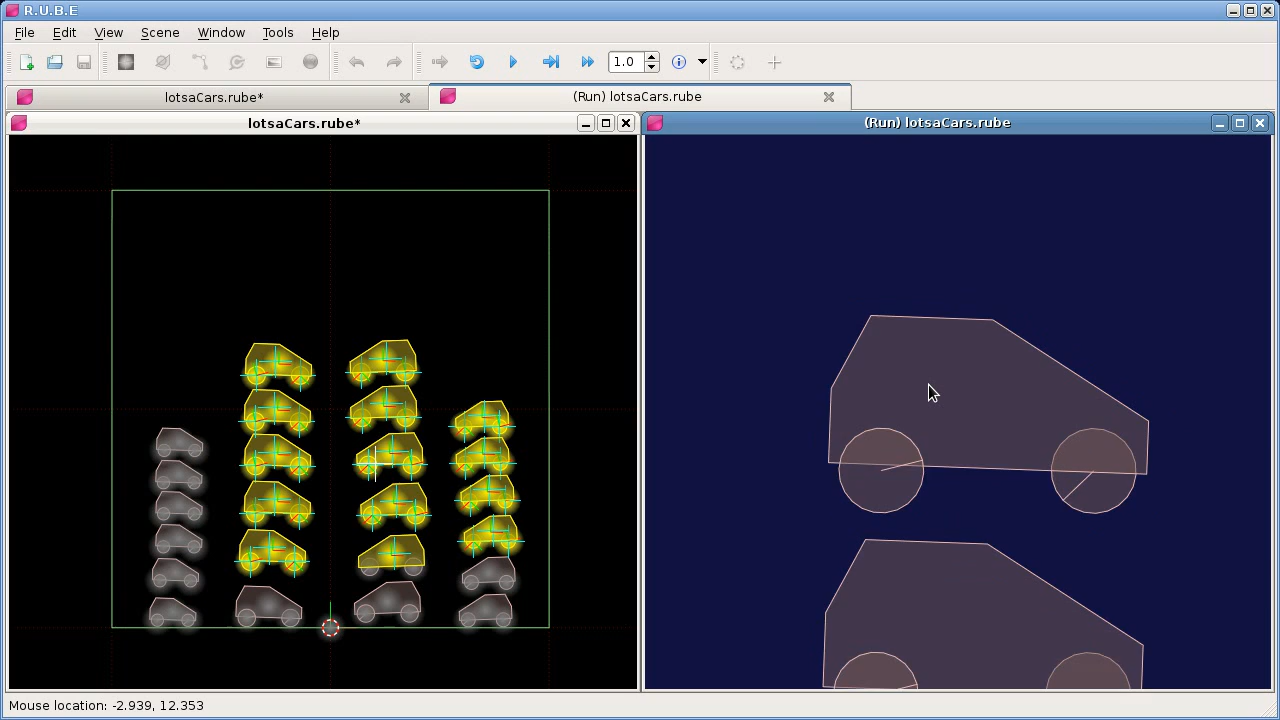 R.U.B.E
File Edit View Scene Window Tools Help
1.0
lotsaCars.rube*
(Run) lotsaCars.rube
lotsaCars.rube*
(Run) lotsaCars.rube
Mouse location: -2.939, 12.353